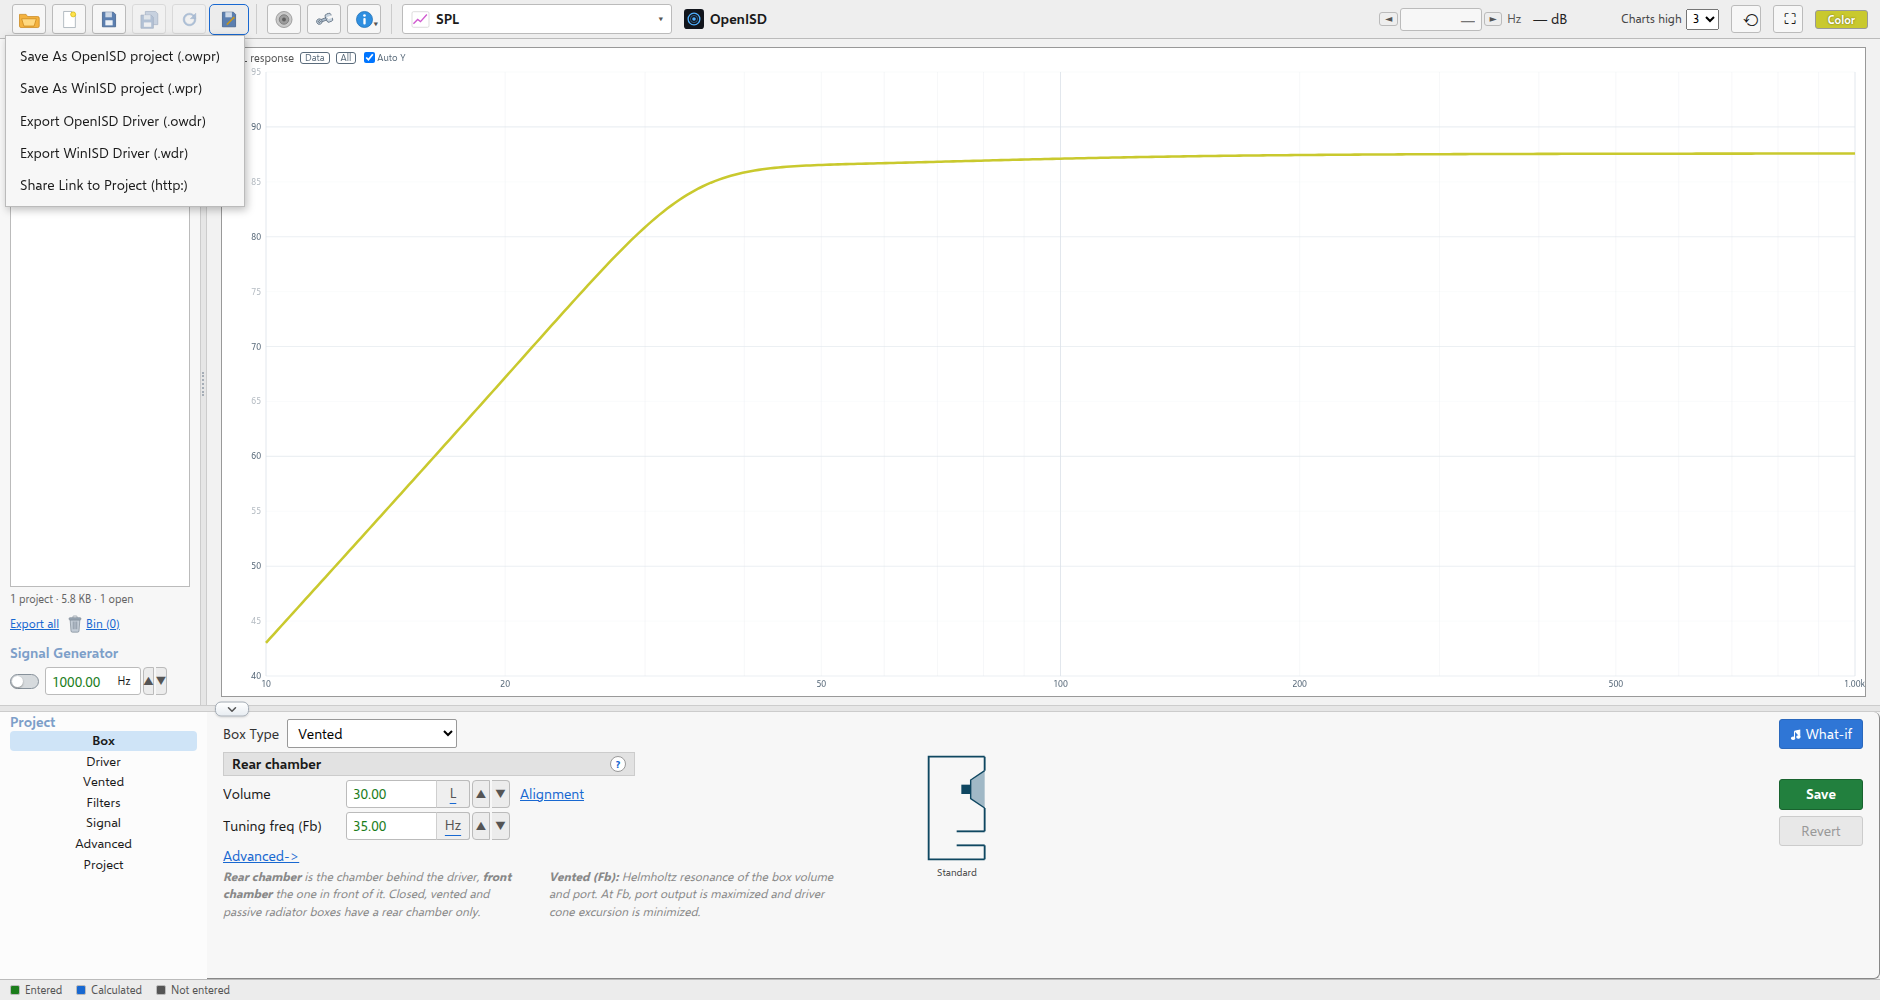 SPL
OpenISD
—
Hz
— dB
Charts high
3
Color
Save As OpenISD project (.owpr)
Save As WinISD project (.wpr)
Export OpenISD Driver (.owdr)
Export WinISD Driver (.wdr)
Share Link to Project (http:)
response
Data
All
Auto Y
95
90
85
80
75
70
65
60
55
50
45
40
10
20
50
100
200
500
1.00k
1 project · 5.8 KB · 1 open
Export all
Bin (0)
Signal Generator
1000.00 Hz
Project
Box
Driver
Vented
Filters
Signal
Advanced
Project
Box Type
Vented
Rear chamber
?
Volume
30.00
L
Alignment
Tuning freq (Fb)
35.00
Hz
Advanced->
Rear chamber is the chamber behind the driver, front
chamber the one in front of it. Closed, vented and
passive radiator boxes have a rear chamber only.
Vented (Fb): Helmholtz resonance of the box volume
and port. At Fb, port output is maximized and driver
cone excursion is minimized.
Standard
What-if
Save
Revert
Entered
Calculated
Not entered